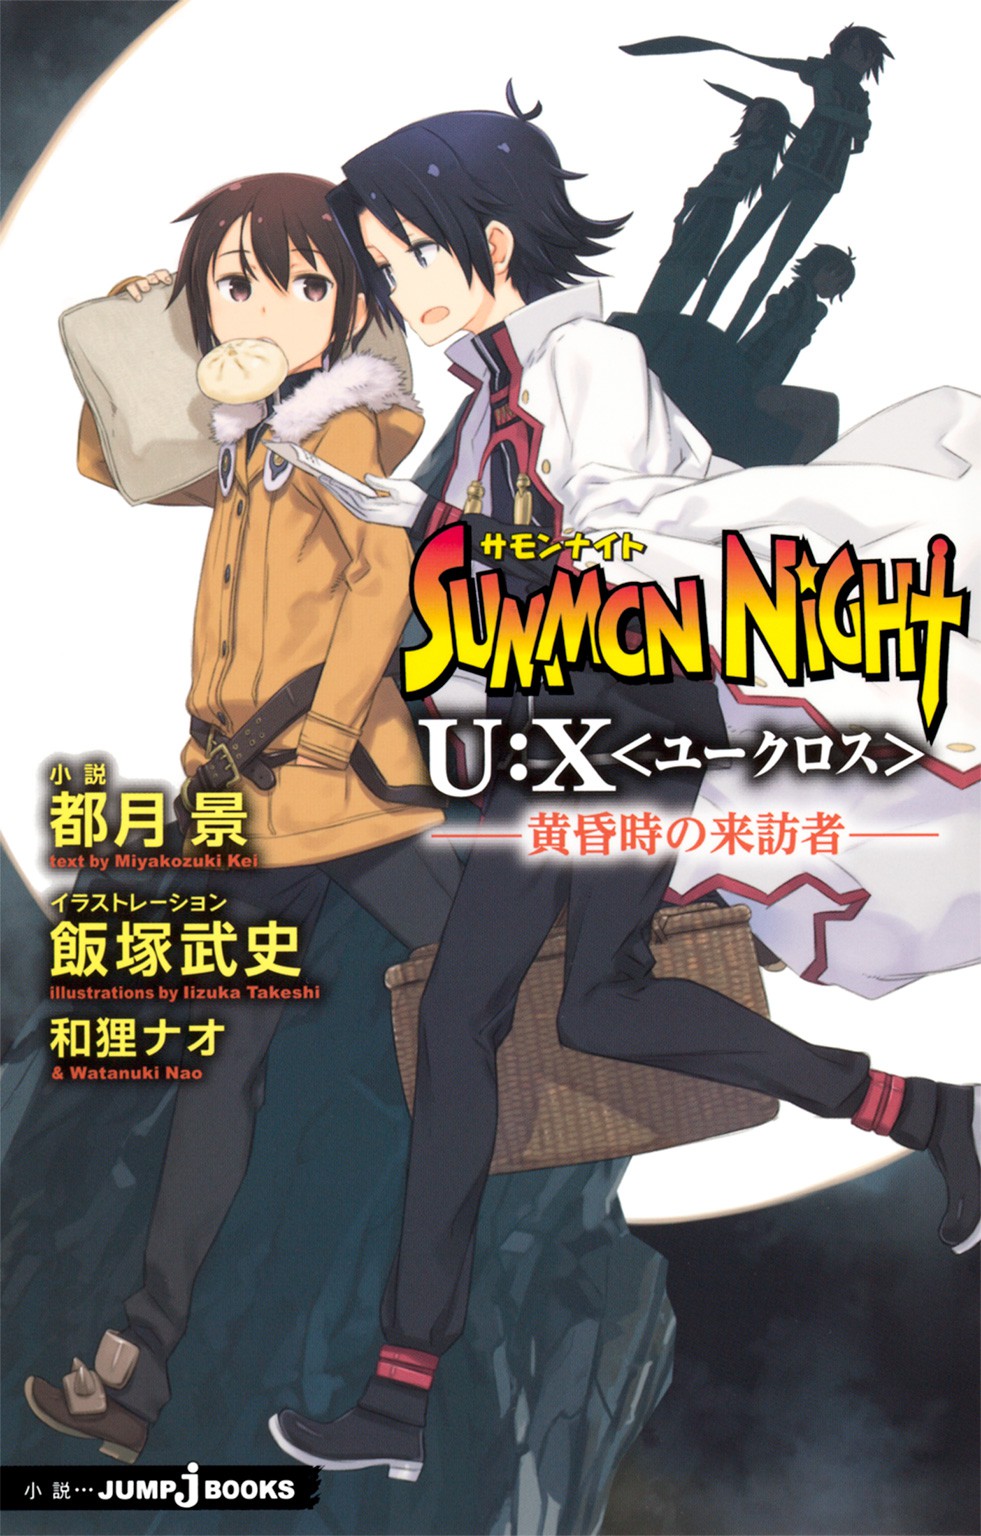 サモンナイト
SUMMON NIGHT
U:X<ユークロス>
黄昏時の来訪者
小説
都月 景
text by Miyakozuki Kei
イラストレーション
飯塚武史
illustrations by Iizuka Takeshi
和狸ナオ
& Watanuki Nao
小説… JUMP j BOOKS